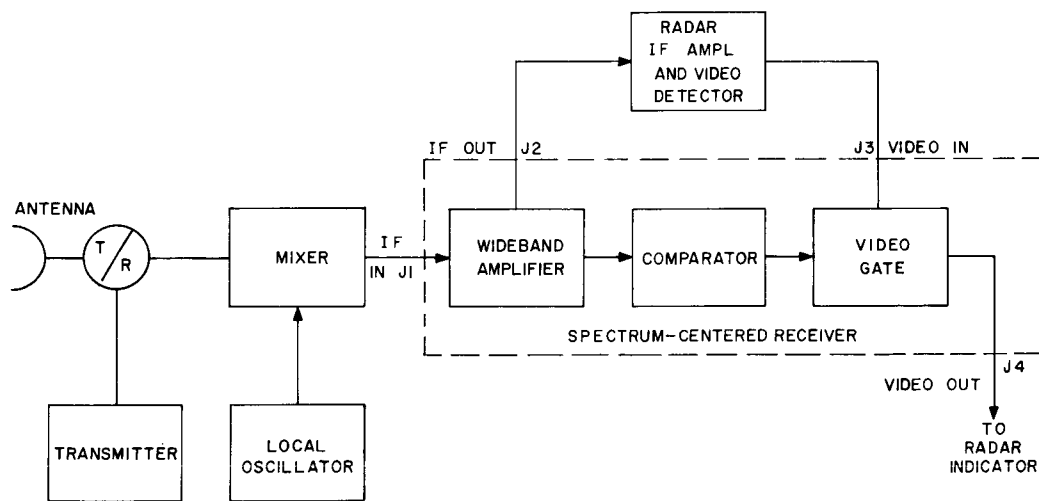 RADAR
IF AMPL
AND VIDEO
DETECTOR
IF OUT
J2
J3 VIDEO IN
ANTENNA
T/R
MIXER
IF
IN J1
WIDEBAND
AMPLIFIER
COMPARATOR
VIDEO
GATE
SPECTRUM-CENTERED RECEIVER
J4
VIDEO OUT
TRANSMITTER
LOCAL
OSCILLATOR
TO
RADAR
INDICATOR